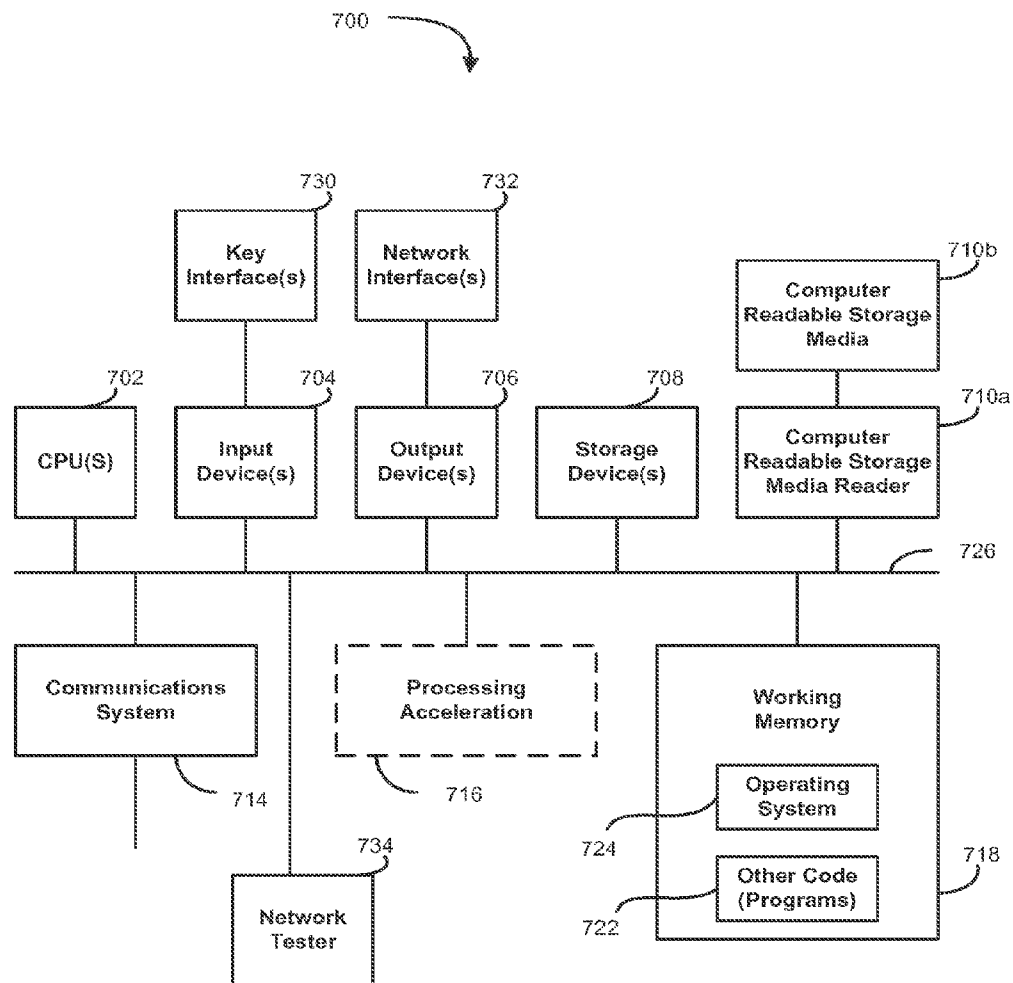 700
730
732
Key
Interface(s)
Network
Interface(s)
710b
Computer
Readable Storage
Media
702
704
706
708
710a
CPU(S)
Input
Device(s)
Output
Device(s)
Storage
Device(s)
Computer
Readable Storage
Media Reader
726
Communications
System
Processing
Acceleration
Working
Memory
714
716
Operating
System
724
734
718
Other Code
(Programs)
722
Network
Tester